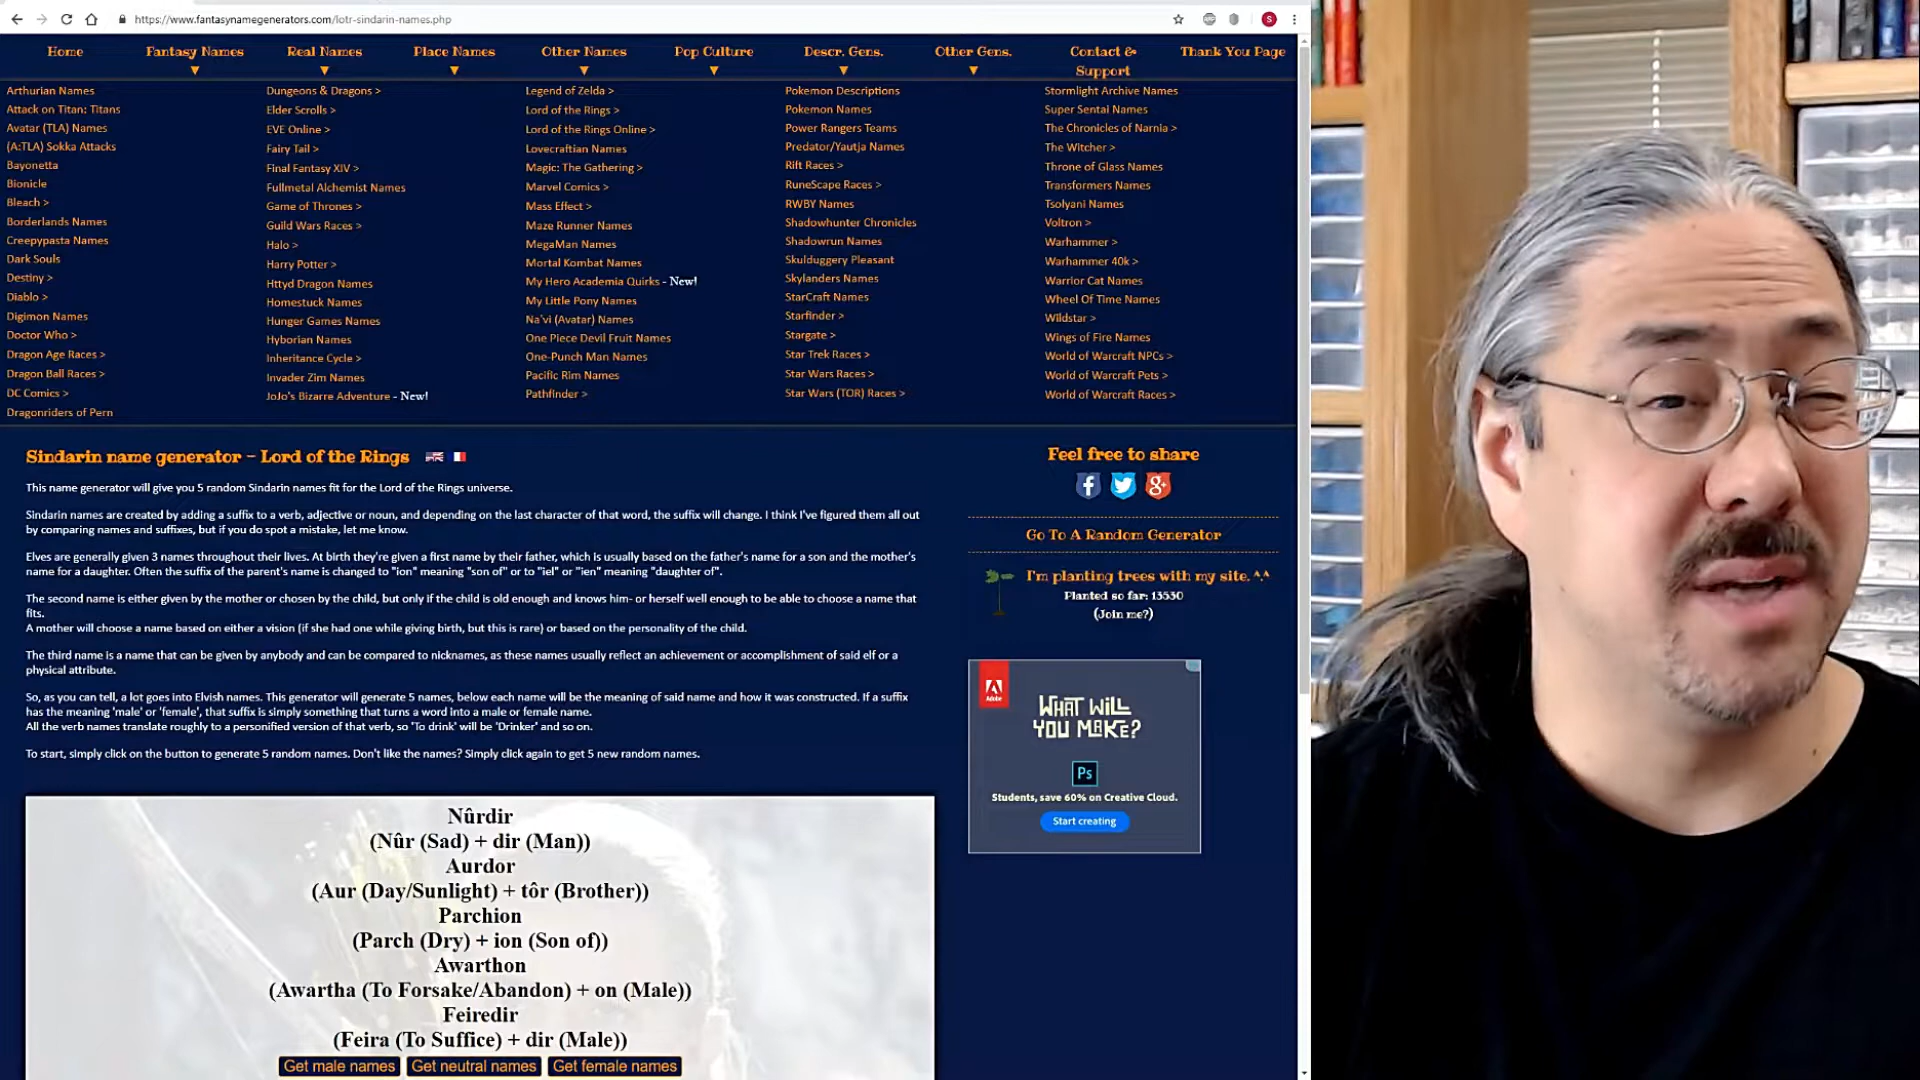 https://www.fantasynamegenerators.com/lotr-sindarin-names.php
S
Home
Fantasy Names
Real Names
Place Names
Other Names
Pop Culture
Descr. Gens.
Other Gens.
Contact & Support
Thank You Page
Arthurian Names
Attack on Titan: Titans
Avatar (TLA) Names
(A:TLA) Sokka Attacks
Bayonetta
Bionicle
Bleach >
Borderlands Names
Creepypasta Names
Dark Souls
Destiny >
Diablo >
Digimon Names
Doctor Who >
Dragon Age Races >
Dragon Ball Races >
DC Comics >
Dragonriders of Pern
Dungeons & Dragons >
Elder Scrolls >
EVE Online >
Fairy Tail >
Final Fantasy XIV >
Fullmetal Alchemist Names
Game of Thrones >
Guild Wars Races >
Halo >
Harry Potter >
Httyd Dragon Names
Homestuck Names
Hunger Games Names
Hyborian Names
Inheritance Cycle >
Invader Zim Names
JoJo's Bizarre Adventure - New!
Legend of Zelda >
Lord of the Rings >
Lord of the Rings Online >
Lovecraftian Names
Magic: The Gathering >
Marvel Comics >
Mass Effect >
Maze Runner Names
MegaMan Names
Mortal Kombat Names
My Hero Academia Quirks - New!
My Little Pony Names
Na'vi (Avatar) Names
One Piece Devil Fruit Names
One-Punch Man Names
Pacific Rim Names
Pathfinder >
Pokemon Descriptions
Pokemon Names
Power Rangers Teams
Predator/Yautja Names
Rift Races >
RuneScape Races >
RWBY Names
Shadowhunter Chronicles
Shadowrun Names
Skulduggery Pleasant
Skylanders Names
StarCraft Names
Starfinder >
Stargate >
Star Trek Races >
Star Wars Races >
Star Wars (TOR) Races >
Stormlight Archive Names
Super Sentai Names
The Chronicles of Narnia >
The Witcher >
Throne of Glass Names
Transformers Names
Tsolyani Names
Voltron >
Warhammer >
Warhammer 40k >
Warrior Cat Names
Wheel Of Time Names
Wildstar >
Wings of Fire Names
World of Warcraft NPCs >
World of Warcraft Pets >
World of Warcraft Races >
Sindarin name generator - Lord of the Rings
This name generator will give you 5 random Sindarin names fit for the Lord of the Rings universe.
Sindarin names are created by adding a suffix to a verb, adjective or noun, and depending on the last character of that word, the suffix will change. I think I've figured them all out
by comparing names and suffixes, but if you do spot a mistake, let me know.
Elves are generally given 3 names throughout their lives. At birth they're given a first name by their father, which is usually based on the father's name for a son and the mother's
name for a daughter. Often the suffix of the parent's name is changed to "ion" meaning "son of" or to "iel" or "ien" meaning "daughter of".
The second name is either given by the mother or chosen by the child, but only if the child is old enough and knows him- or herself well enough to be able to choose a name that
fits.
A mother will choose a name based on either a vision (if she had one while giving birth, but this is rare) or based on the personality of the child.
The third name is a name that can be given by anybody and can be compared to nicknames, as these names usually reflect an achievement or accomplishment of said elf or a
physical attribute.
So, as you can tell, a lot goes into Elvish names. This generator will generate 5 names, below each name will be the meaning of said name and how it was constructed. If a suffix
has the meaning 'male' or 'female', that suffix is simply something that turns a word into a male or female name.
All the verb names translate roughly to a personified version of that verb, so 'To drink' will be 'Drinker' and so on.
To start, simply click on the button to generate 5 random names. Don't like the names? Simply click again to get 5 new random names.
Nûrdir
(Nûr (Sad) + dir (Man))
Aurdor
(Aur (Day/Sunlight) + tôr (Brother))
Parchion
(Parch (Dry) + ion (Son of))
Awarthon
(Awartha (To Forsake/Abandon) + on (Male))
Feiredir
(Feira (To Suffice) + dir (Male))
Get male names
Get neutral names
Get female names
Feel free to share
Go To A Random Generator
I'm planting trees with my site. ^.^
Planted so far: 13530
(Join me?)
Adobe
WHAT WILL
YOU MAKE?
Ps
Students, save 60% on Creative Cloud.
Start creating